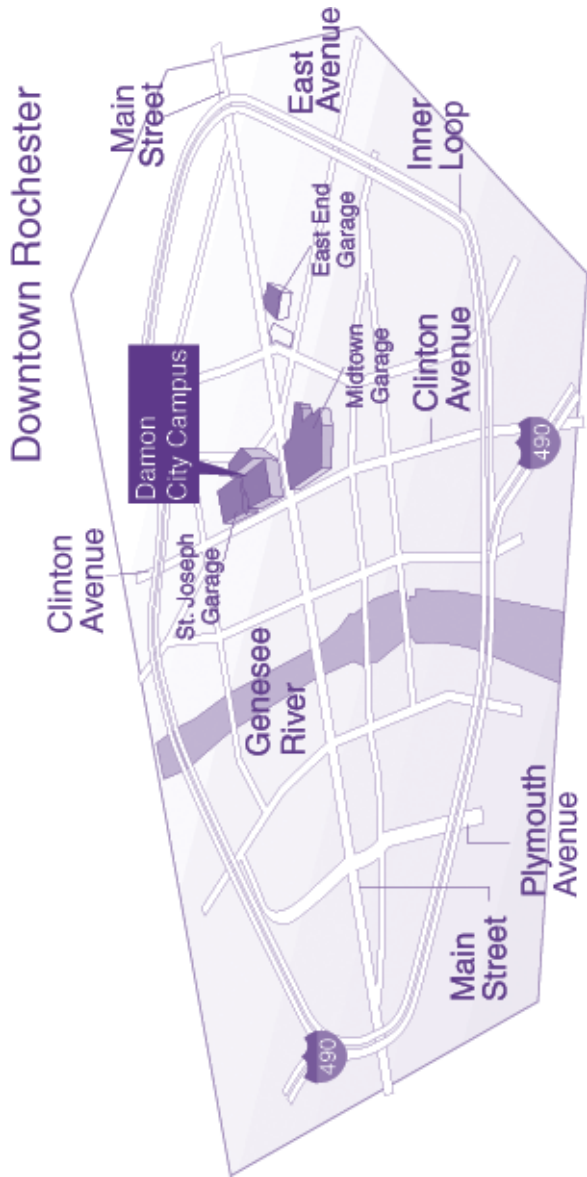 Downtown Rochester
Main
Street
East
Avenue
Inner
Loop
East End
Garage
Midtown
Garage
Clinton
Avenue
Damon
City Campus
Clinton
Avenue
St. Joseph
Garage
Genesee
River
490
Plymouth
Avenue
Main
Street
490